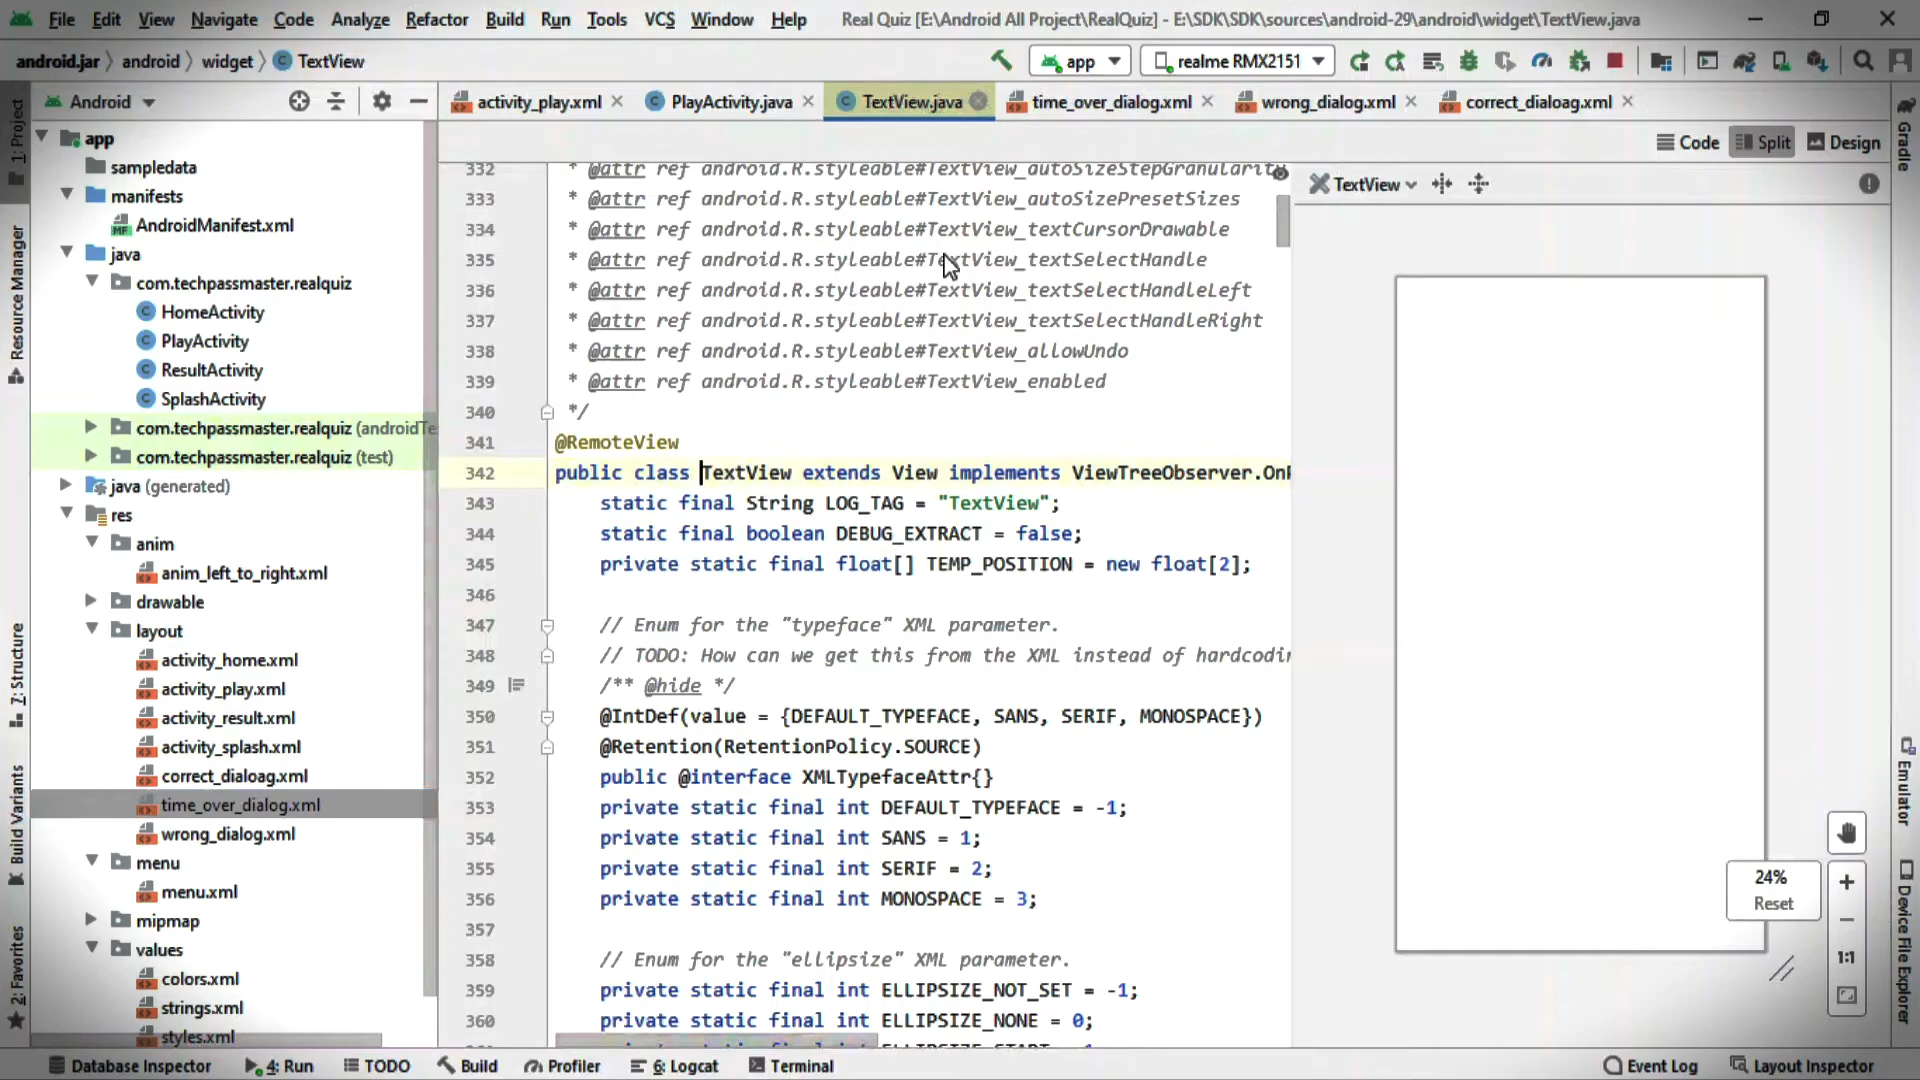 File Edit View Navigate Code Analyze Refactor Build Run Tools VCS Window Help Real Quiz [E:\Android All Project\RealQuiz] - E:\SDK\SDK\sources\android-29\android\widget\TextView.java
android.jar android widget TextView app realme RMX2151
Android
activity_play.xml PlayActivity.java TextView.java time_over_dialog.xml wrong_dialog.xml correct_dialoag.xml
Code Split Design
TextView
1: Project
Resource Manager
7: Structure
Build Variants
2: Favorites
app
sampledata
manifests
AndroidManifest.xml
java
com.techpassmaster.realquiz
HomeActivity
PlayActivity
ResultActivity
SplashActivity
com.techpassmaster.realquiz (androidTe
com.techpassmaster.realquiz (test)
java (generated)
res
anim
anim_left_to_right.xml
drawable
layout
activity_home.xml
activity_play.xml
activity_result.xml
activity_splash.xml
correct_dialoag.xml
time_over_dialog.xml
wrong_dialog.xml
menu
menu.xml
mipmap
values
colors.xml
strings.xml
styles.xml
332 * @attr ref android.R.styleable#TextView_autoSizeStepGranularity
333 * @attr ref android.R.styleable#TextView_autoSizePresetSizes
334 * @attr ref android.R.styleable#TextView_textCursorDrawable
335 * @attr ref android.R.styleable#TextView_textSelectHandle
336 * @attr ref android.R.styleable#TextView_textSelectHandleLeft
337 * @attr ref android.R.styleable#TextView_textSelectHandleRight
338 * @attr ref android.R.styleable#TextView_allowUndo
339 * @attr ref android.R.styleable#TextView_enabled
340 */
341 @RemoteView
342 public class TextView extends View implements ViewTreeObserver.OnP
343 static final String LOG_TAG = "TextView";
344 static final boolean DEBUG_EXTRACT = false;
345 private static final float[] TEMP_POSITION = new float[2];
346
347 // Enum for the "typeface" XML parameter.
348 // TODO: How can we get this from the XML instead of hardcodin
349 /** @hide */
350 @IntDef(value = {DEFAULT_TYPEFACE, SANS, SERIF, MONOSPACE})
351 @Retention(RetentionPolicy.SOURCE)
352 public @interface XMLTypefaceAttr{}
353 private static final int DEFAULT_TYPEFACE = -1;
354 private static final int SANS = 1;
355 private static final int SERIF = 2;
356 private static final int MONOSPACE = 3;
357
358 // Enum for the "ellipsize" XML parameter.
359 private static final int ELLIPSIZE_NOT_SET = -1;
360 private static final int ELLIPSIZE_NONE = 0;
24%
Reset
1:1
Gradle
Emulator
Device File Explorer
Database Inspector 4: Run TODO Build Profiler 6: Logcat Terminal Event Log Layout Inspector